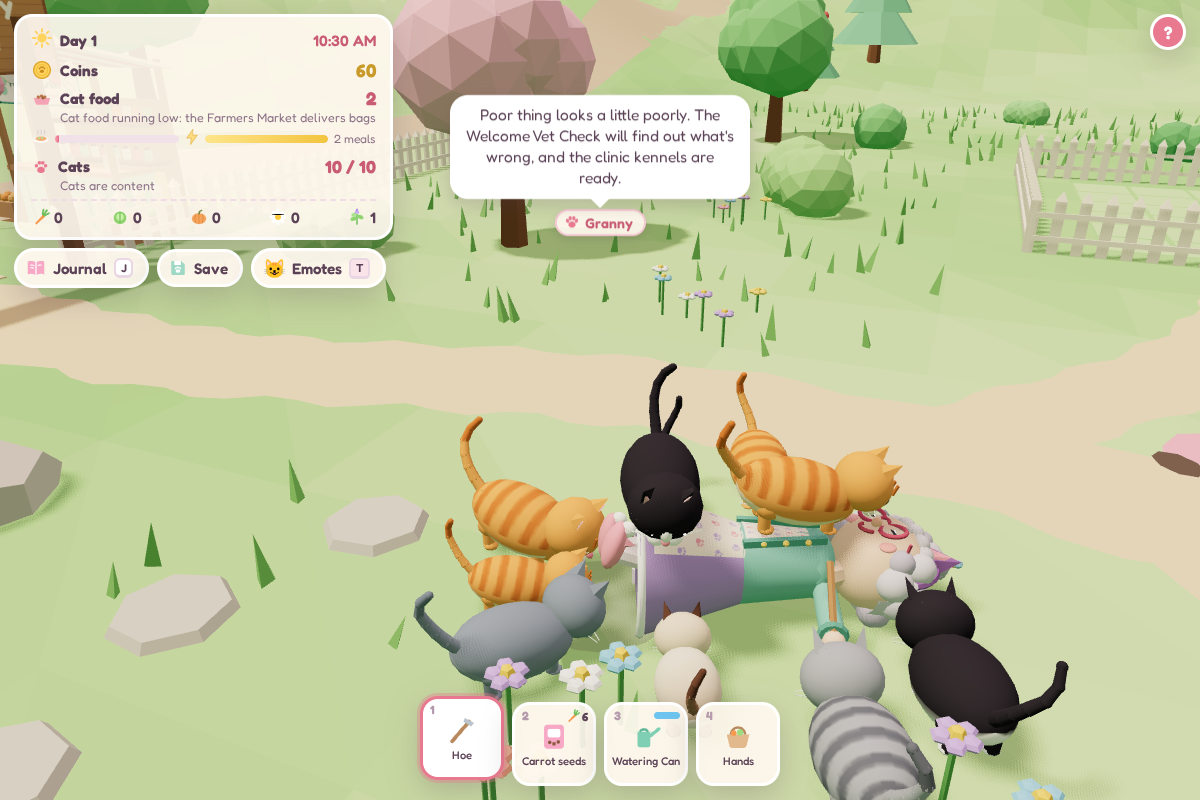 Day 1
10:30 AM
Coins
60
Cat food
2
Cat food running low: the Farmers Market delivers bags
2 meals
Cats
10 / 10
Cats are content
0
0
0
0
1
Journal J
Save
Emotes T
?
Poor thing looks a little poorly. The
Welcome Vet Check will find out what's
wrong, and the clinic kennels are
ready.
Granny
1
Hoe
2
6
Carrot seeds
3
Watering Can
4
Hands